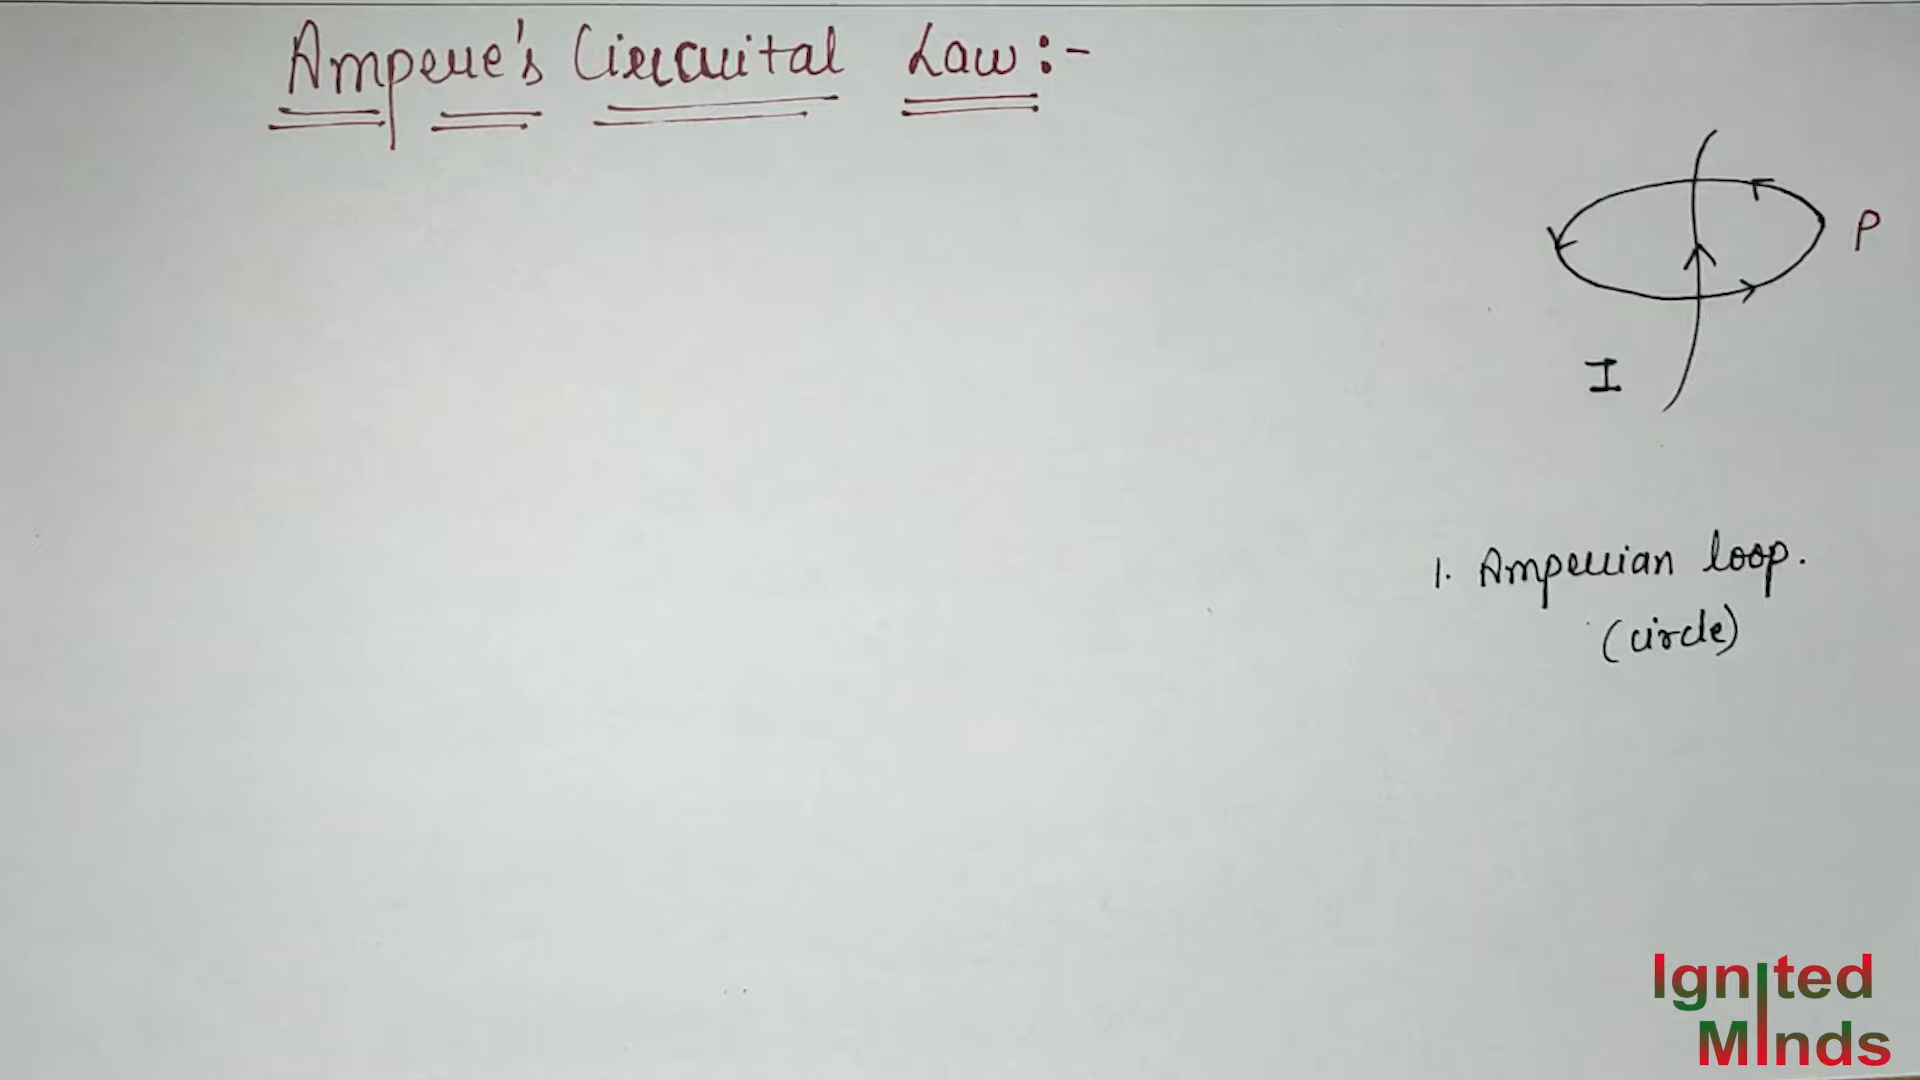 Ampere's Circuital Law :-
P
I
1. Amperian loop.
(circle)
Ignited
Minds